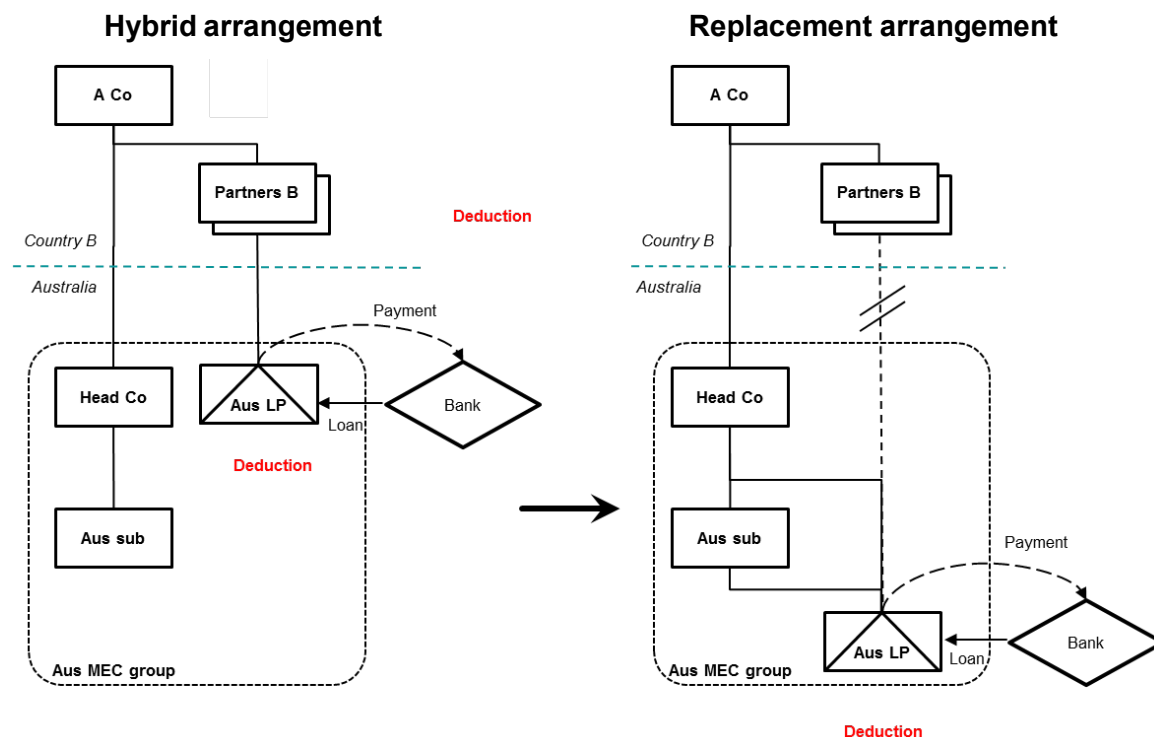 Hybrid arrangement
A Co
Partners B
Deduction
Country B
Australia
Payment
Head Co
Aus LP
Loan
Bank
Deduction
Aus sub
Aus MEC group
Replacement arrangement
A Co
Partners B
Country B
Australia
Head Co
Aus sub
Payment
Aus LP
Loan
Bank
Aus MEC group
Deduction